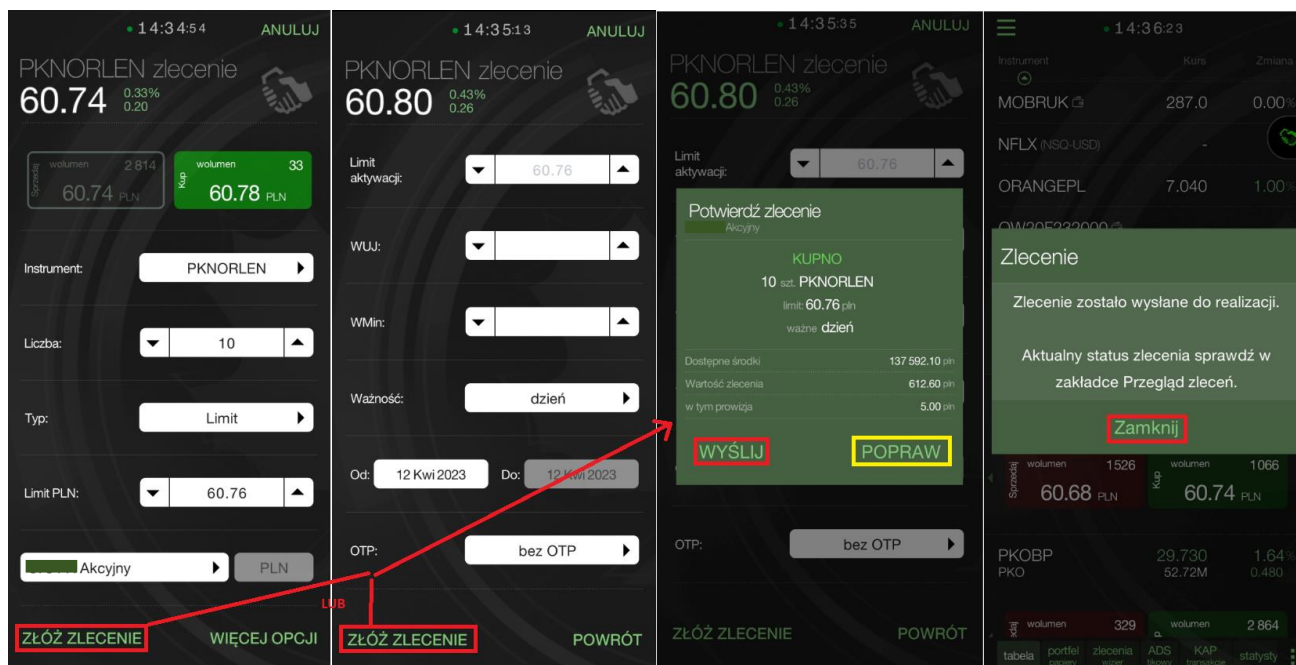 14:34:54 ANULUJ
PKNORLEN zlecenie
60.74 0.33%
0.20
Sprzedaj wolumen 2 814
60.74 PLN
Kup wolumen 33
60.78 PLN
Instrument: PKNORLEN
Liczba: 10
Typ: Limit
Limit PLN: 60.76
Akcyjny PLN
ZŁÓŻ ZLECENIE WIĘCEJ OPCJI
LUB
14:35:13 ANULUJ
PKNORLEN zlecenie
60.80 0.43%
0.26
Limit
aktywacji: 60.76
WUJ:
WMin:
Ważność: dzień
Od: 12 Kwi 2023 Do: 12 Kwi 2023
OTP: bez OTP
ZŁÓŻ ZLECENIE POWRÓT
14:35:35 ANULUJ
PKNORLEN zlecenie
60.80 0.43%
0.26
Limit
aktywacji: 60.76
Potwierdź zlecenie
Akcyjny
KUPNO
10 szt. PKNORLEN
limit: 60.76 pln
ważne dzień
Dostępne środki 137 592.10 pln
Wartość zlecenia 612.60 pln
w tym prowizja 5.00 pln
WYŚLIJ POPRAW
OTP: bez OTP
ZŁÓŻ ZLECENIE POWRÓT
14:36:23
Instrument Kurs Zmiana
MOBRUK 287.0 0.00%
NFLX (NSQ-USD) -
ORANGEPL 7.040 1.00%
OW20F232000
Zlecenie
Zlecenie zostało wysłane do realizacji.
Aktualny status zlecenia sprawdź w
zakładce Przegląd zleceń.
Zamknij
Sprzedaj wolumen 1526
60.68 PLN
Kup wolumen 1066
60.74 PLN
PKOBP 29.730 1.64%
PKO 52.72M 0.480
wolumen 329 wolumen 2 864
tabela portfel zlecenia ADS KAP statysty